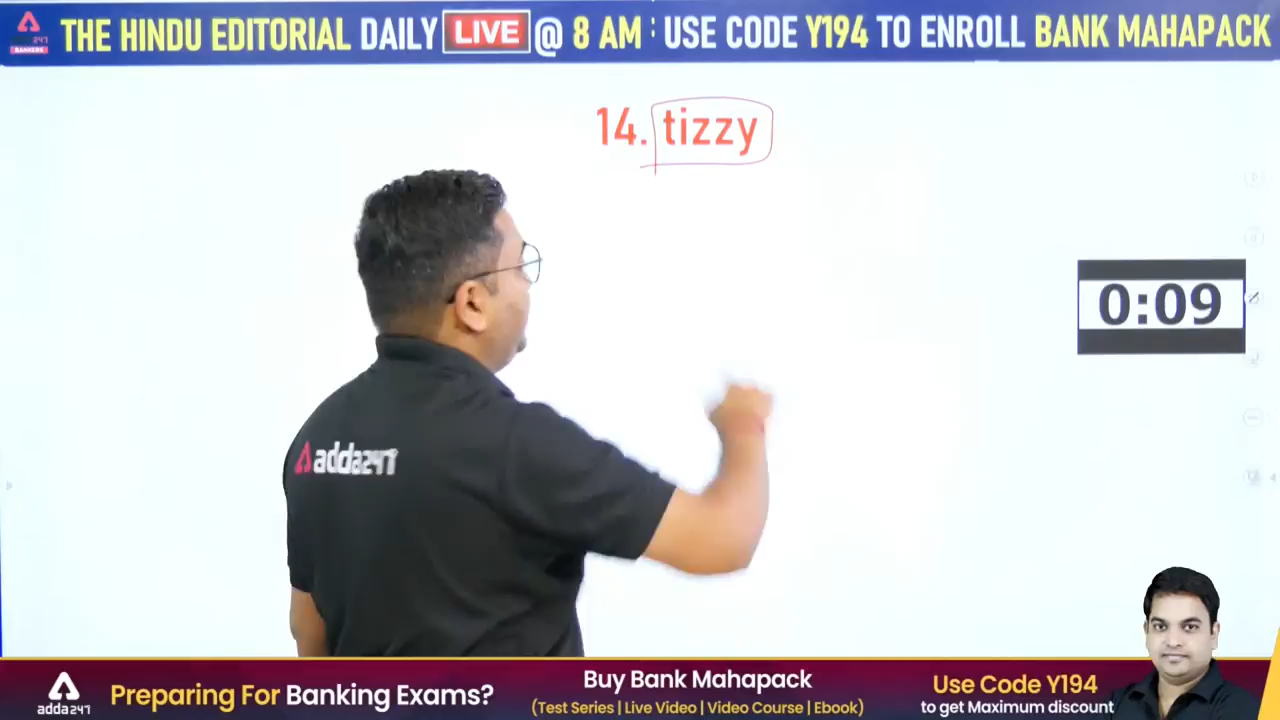 THE HINDU EDITORIAL DAILY LIVE @ 8 AM : USE CODE Y194 TO ENROLL BANK MAHAPACK
247
BANKERS
14. tizzy
0:09
adda247
adda247
Preparing For Banking Exams?
Buy Bank Mahapack
(Test Series | Live Video | Video Course | Ebook)
Use Code Y194
to get Maximum discount